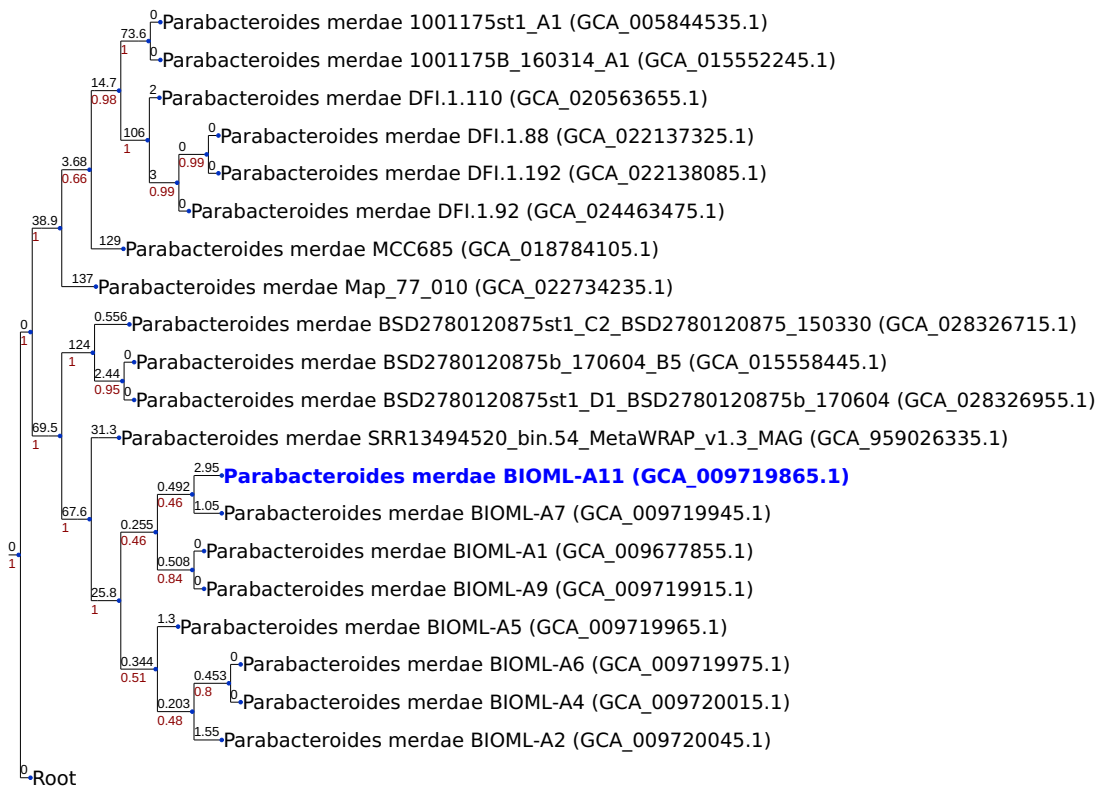 0
Parabacteroides merdae 1001175st1_A1 (GCA_005844535.1)
73.6
1
0
Parabacteroides merdae 1001175B_160314_A1 (GCA_015552245.1)
14.7
0.98
2
Parabacteroides merdae DFI.1.110 (GCA_020563655.1)
106
1
0
Parabacteroides merdae DFI.1.88 (GCA_022137325.1)
0
0.99
0
Parabacteroides merdae DFI.1.192 (GCA_022138085.1)
3
0.99
0
Parabacteroides merdae DFI.1.92 (GCA_024463475.1)
3.68
0.66
129
Parabacteroides merdae MCC685 (GCA_018784105.1)
38.9
1
137
Parabacteroides merdae Map_77_010 (GCA_022734235.1)
0
1
0.556
Parabacteroides merdae BSD2780120875st1_C2_BSD2780120875_150330 (GCA_028326715.1)
124
1
0
Parabacteroides merdae BSD2780120875b_170604_B5 (GCA_015558445.1)
2.44
0.95
0
Parabacteroides merdae BSD2780120875st1_D1_BSD2780120875b_170604 (GCA_028326955.1)
69.5
1
31.3
Parabacteroides merdae SRR13494520_bin.54_MetaWRAP_v1.3_MAG (GCA_959026335.1)
67.6
1
2.95
Parabacteroides merdae BIOML-A11 (GCA_009719865.1)
0.492
0.46
1.05
Parabacteroides merdae BIOML-A7 (GCA_009719945.1)
0.255
0.46
0
Parabacteroides merdae BIOML-A1 (GCA_009677855.1)
0.508
0.84
0
Parabacteroides merdae BIOML-A9 (GCA_009719915.1)
25.8
1
1.3
Parabacteroides merdae BIOML-A5 (GCA_009719965.1)
0.344
0.51
0
Parabacteroides merdae BIOML-A6 (GCA_009719975.1)
0.453
0.8
0
Parabacteroides merdae BIOML-A4 (GCA_009720015.1)
0.203
0.48
1.55
Parabacteroides merdae BIOML-A2 (GCA_009720045.1)
0
1
0
Root